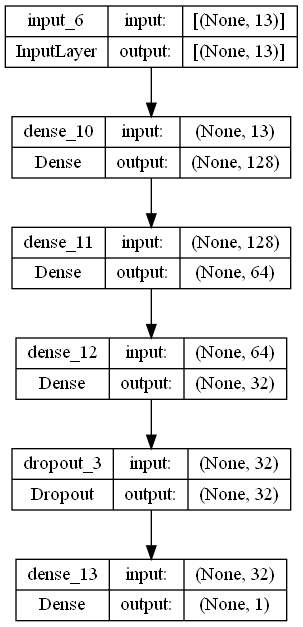 input_6 input: [(None, 13)]
InputLayer output: [(None, 13)]
dense_10 input: (None, 13)
Dense output: (None, 128)
dense_11 input: (None, 128)
Dense output: (None, 64)
dense_12 input: (None, 64)
Dense output: (None, 32)
dropout_3 input: (None, 32)
Dropout output: (None, 32)
dense_13 input: (None, 32)
Dense output: (None, 1)